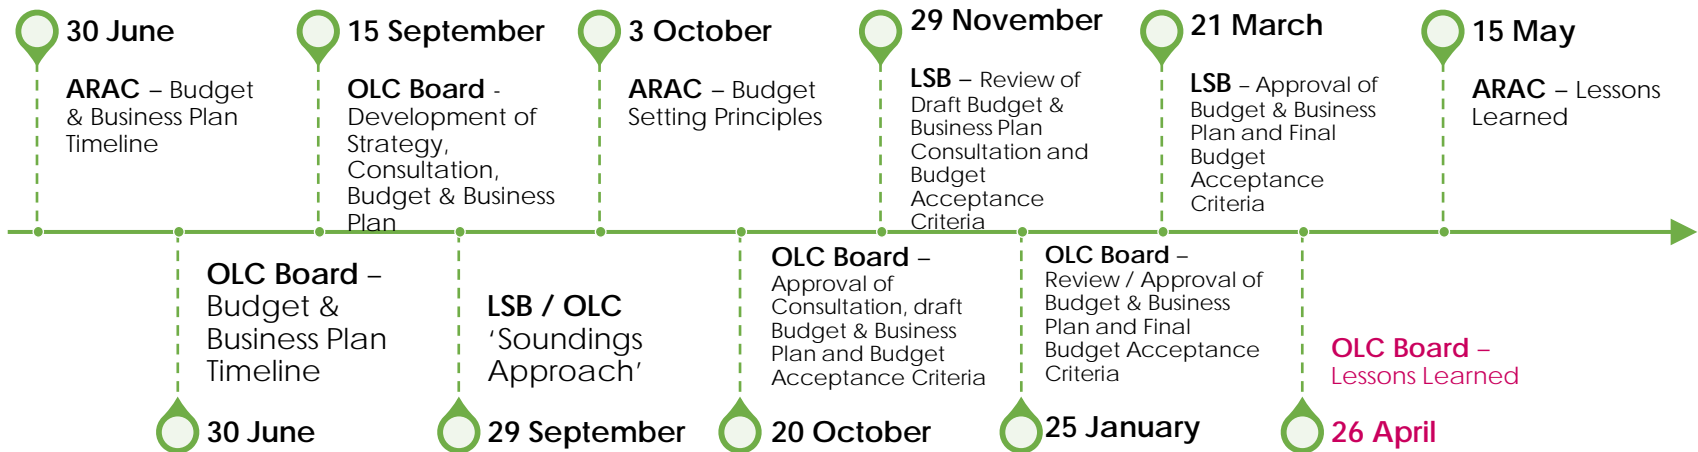 30 June
ARAC – Budget
& Business Plan
Timeline
15 September
OLC Board -
Development of
Strategy,
Consultation,
Budget & Business
Plan
3 October
ARAC – Budget
Setting Principles
29 November
LSB – Review of
Draft Budget &
Business Plan
Consultation and
Budget
Acceptance
Criteria
21 March
LSB – Approval of
Budget & Business
Plan and Final
Budget
Acceptance
Criteria
15 May
ARAC – Lessons
Learned
OLC Board –
Budget &
Business Plan
Timeline
30 June
LSB / OLC
‘Soundings
Approach’
29 September
OLC Board –
Approval of
Consultation, draft
Budget & Business
Plan and Budget
Acceptance Criteria
20 October
OLC Board –
Review / Approval of
Budget & Business
Plan and Final
Budget Acceptance
Criteria
25 January
OLC Board –
Lessons Learned
26 April